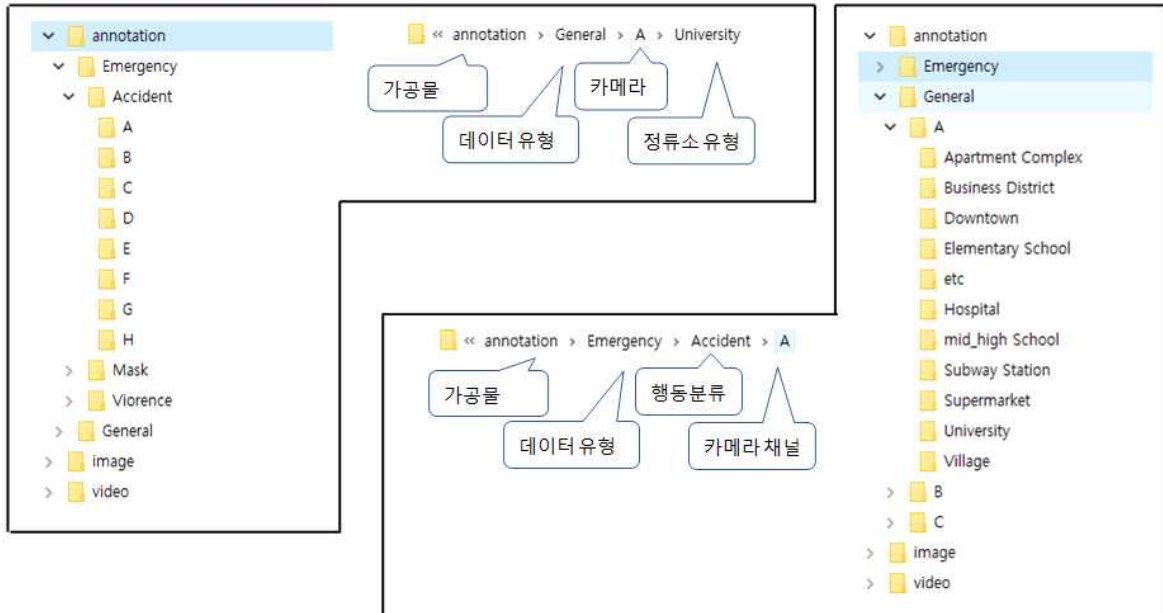 annotation
Emergency
Accident
A
B
C
D
E
F
G
H
Mask
Viorence
General
image
video
« annotation › General › A › University
가공물
데이터 유형
카메라
정류소 유형
« annotation › Emergency › Accident › A
가공물
데이터 유형
행동분류
카메라 채널
annotation
Emergency
General
A
Apartment Complex
Business District
Downtown
Elementary School
etc
Hospital
mid_high School
Subway Station
Supermarket
University
Village
B
C
image
video